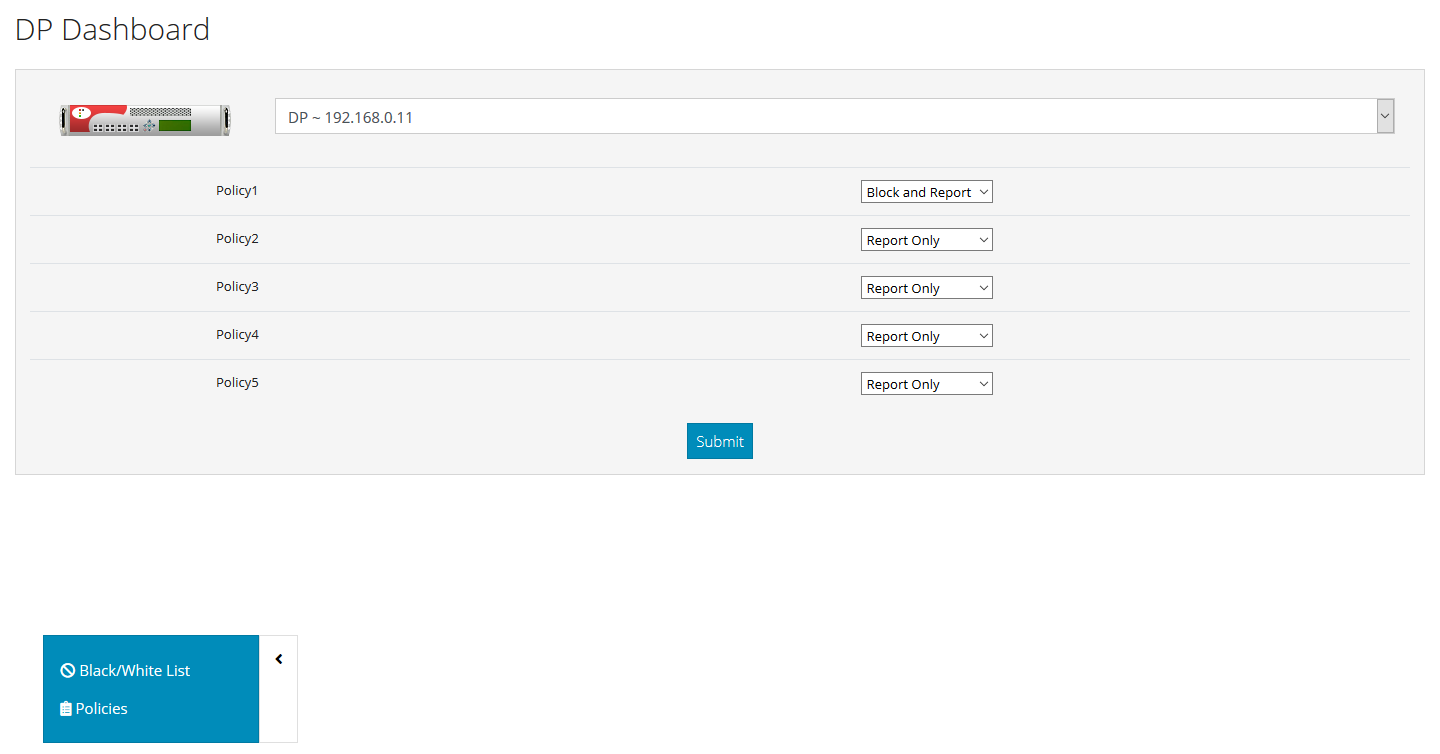 DP Dashboard
DP ~ 192.168.0.11
Policy1 Block and Report
Policy2 Report Only
Policy3 Report Only
Policy4 Report Only
Policy5 Report Only
Submit
Black/White List
Policies